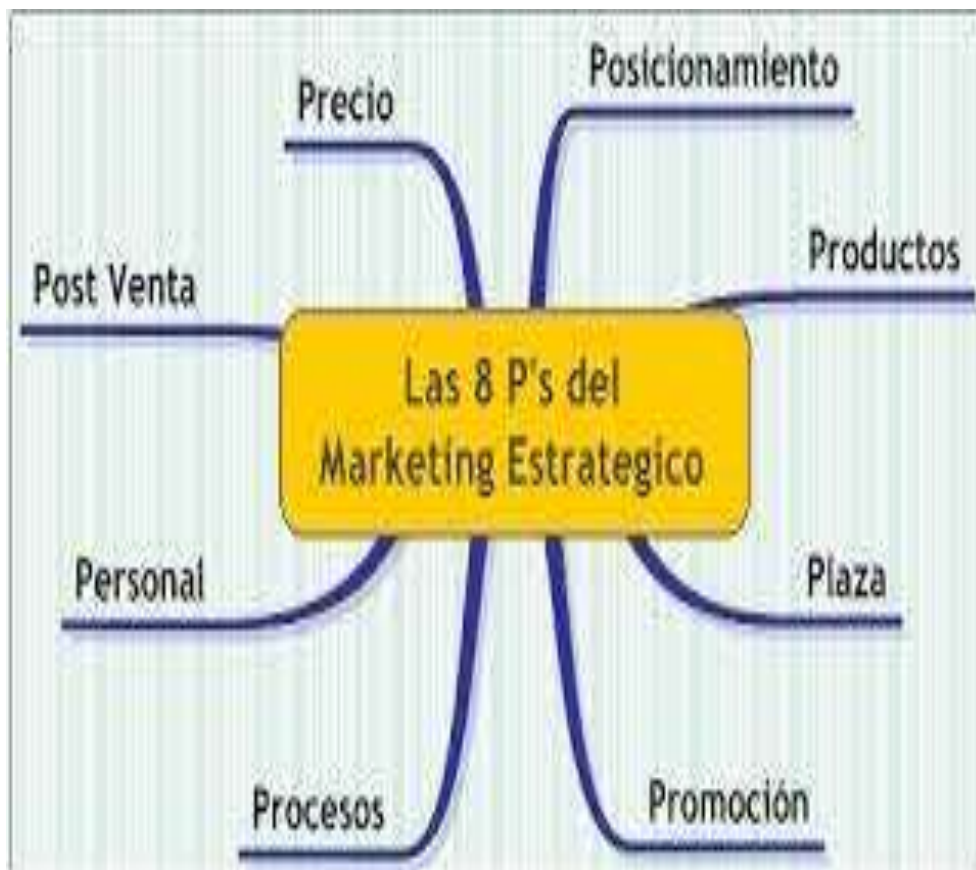 Precio
Posicionamiento
Post Venta
Productos
Las 8 P's del
Marketing Estrategico
Personal
Plaza
Procesos
Promoción